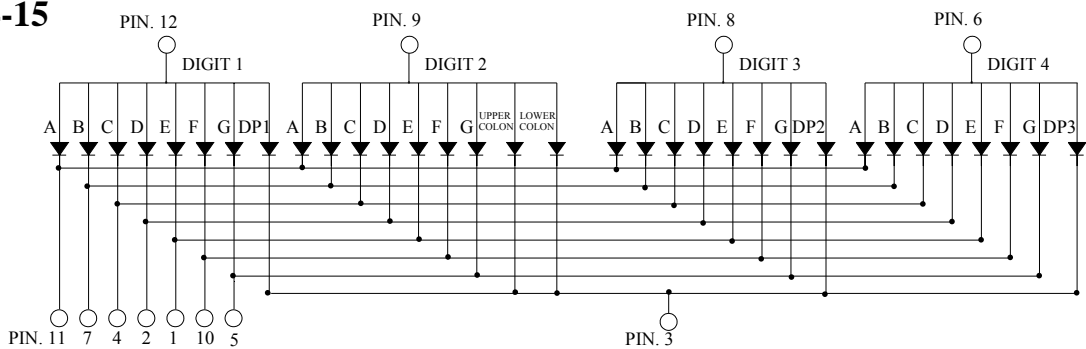 -15
PIN. 12 PIN. 9 PIN. 8 PIN. 6
DIGIT 1 DIGIT 2 DIGIT 3 DIGIT 4
A B C D E F G DP1 A B C D E F G UPPER COLON LOWER COLON A B C D E F G DP2 A B C D E F G DP3
PIN. 11 7 4 2 1 10 5 PIN. 3